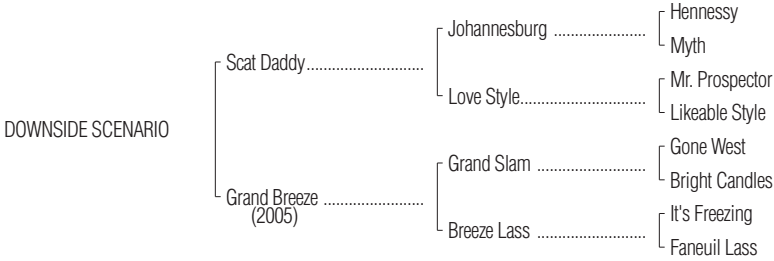 Hennessy
Johannesburg ............................
Myth
Scat Daddy...........................
Mr. Prospector
Love Style...............................
Likeable Style
DOWNSIDE SCENARIO
Gone West
Grand Slam ..........................
Bright Candles
Grand Breeze .......................
(2005)
It's Freezing
Breeze Lass ..........................
Faneuil Lass